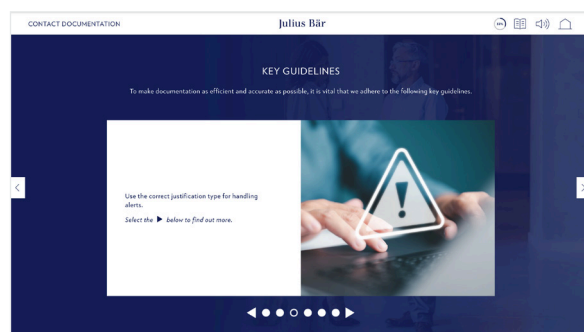 CONTACT DOCUMENTATION
Julius Bär
KEY GUIDELINES
To make documentation as efficient and accurate as possible, it is vital that we adhere to the following key guidelines.
Use the correct justification type for handling
alerts.
Select the ▶ below to find out more.